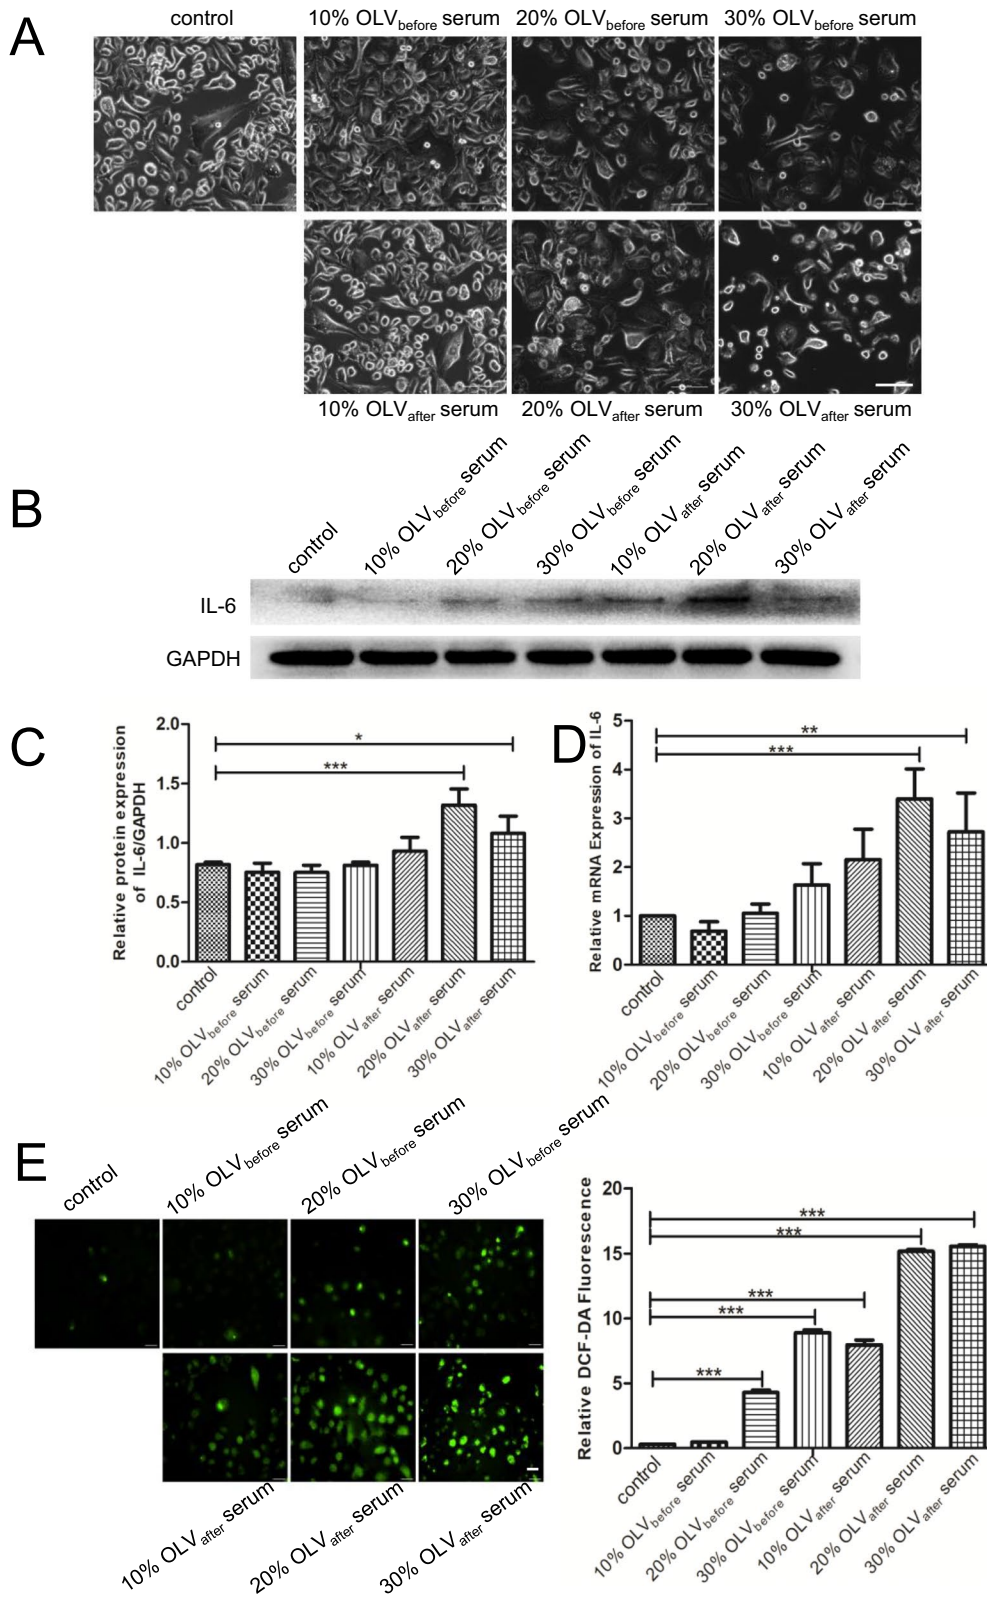 A
control
10% OLVbefore serum
20% OLVbefore serum
30% OLVbefore serum
10% OLVafter serum
20% OLVafter serum
30% OLVafter serum
B
control
10% OLVbefore serum
20% OLVbefore serum
30% OLVbefore serum
10% OLVafter serum
20% OLVafter serum
30% OLVafter serum
IL-6
GAPDH
C
Relative protein expression
of IL-6/GAPDH
2.0
1.5
1.0
0.5
0.0
*
***
control
10% OLVbefore serum
20% OLVbefore serum
30% OLVbefore serum
10% OLVafter serum
20% OLVafter serum
30% OLVafter serum
D
Relative mRNA Expression of IL-6
5
4
3
2
1
0
**
***
control
10% OLVbefore serum
20% OLVbefore serum
30% OLVbefore serum
10% OLVafter serum
20% OLVafter serum
30% OLVafter serum
E
control
10% OLVbefore serum
20% OLVbefore serum
30% OLVbefore serum
10% OLVafter serum
20% OLVafter serum
30% OLVafter serum
Relative DCF-DA Fluorescence
20
15
10
5
0
***
***
***
***
***
control
10% OLVbefore serum
20% OLVbefore serum
30% OLVbefore serum
10% OLVafter serum
20% OLVafter serum
30% OLVafter serum